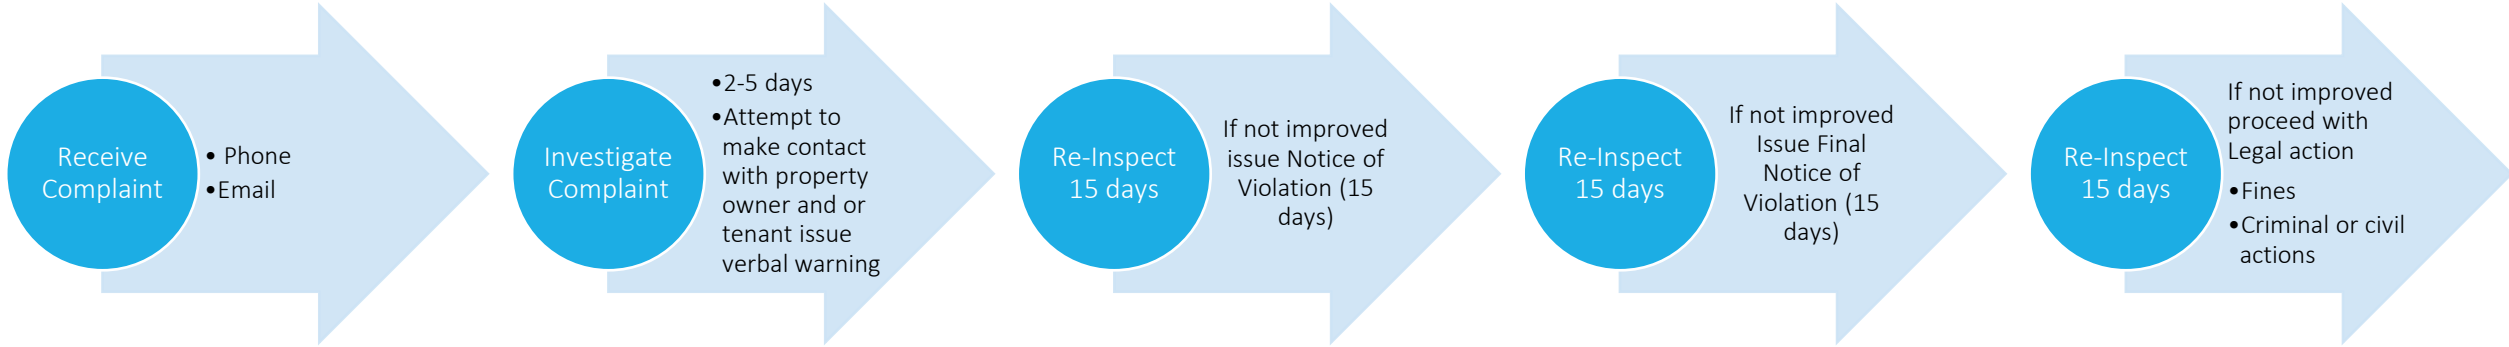 Receive
Complaint
• Phone
•Email
Investigate
Complaint
•2-5 days
•Attempt to
make contact
with property
owner and or
tenant issue
verbal warning
Re-Inspect
15 days
If not improved
issue Notice of
Violation (15
days)
Re-Inspect
15 days
If not improved
Issue Final
Notice of
Violation (15
days)
Re-Inspect
15 days
If not improved
proceed with
Legal action
•Fines
•Criminal or civil
actions